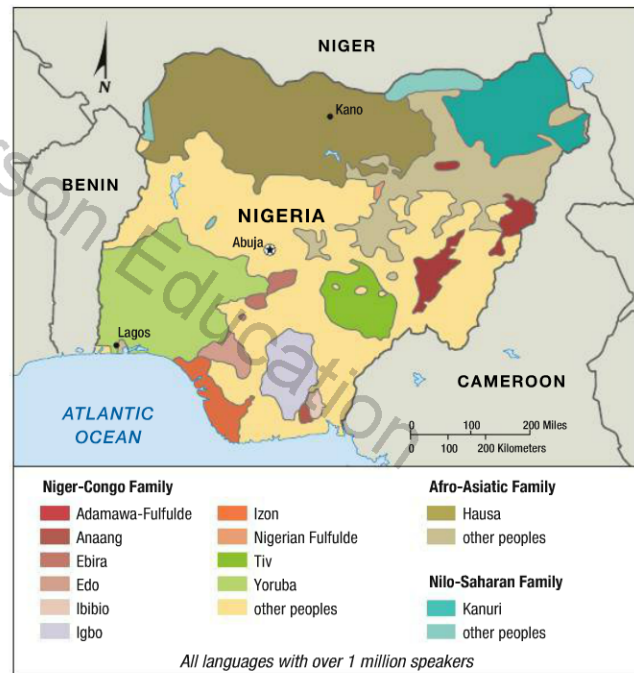 NIGER
N
Kano
BENIN
NIGERIA
Abuja
Lagos
CAMEROON
ATLANTIC
OCEAN
0 100 200 Miles
0 100 200 Kilometers
sson Education
Niger-Congo Family
Adamawa-Fulfulde
Anaang
Ebira
Edo
Ibibio
Igbo
Izon
Nigerian Fulfulde
Tiv
Yoruba
other peoples
Afro-Asiatic Family
Hausa
other peoples
Nilo-Saharan Family
Kanuri
other peoples
All languages with over 1 million speakers